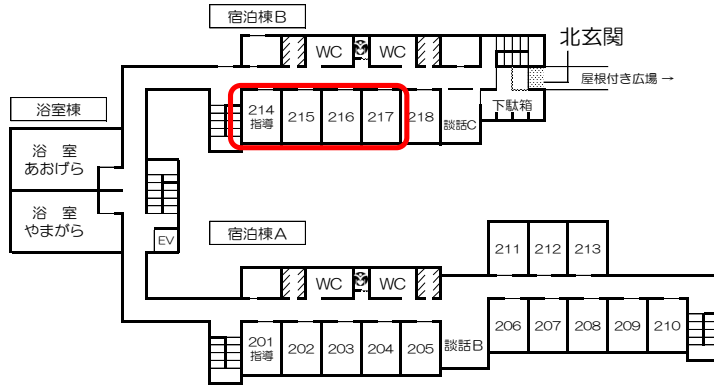 宿泊棟B
WC
WC
北玄関
屋根付き広場 →
下駄箱
214
指導
215
216
217
218
談話C
浴室棟
浴 室
あおげら
浴 室
やまがら
EV
宿泊棟A
WC
WC
211
212
213
201
指導
202
203
204
205
談話B
206
207
208
209
210